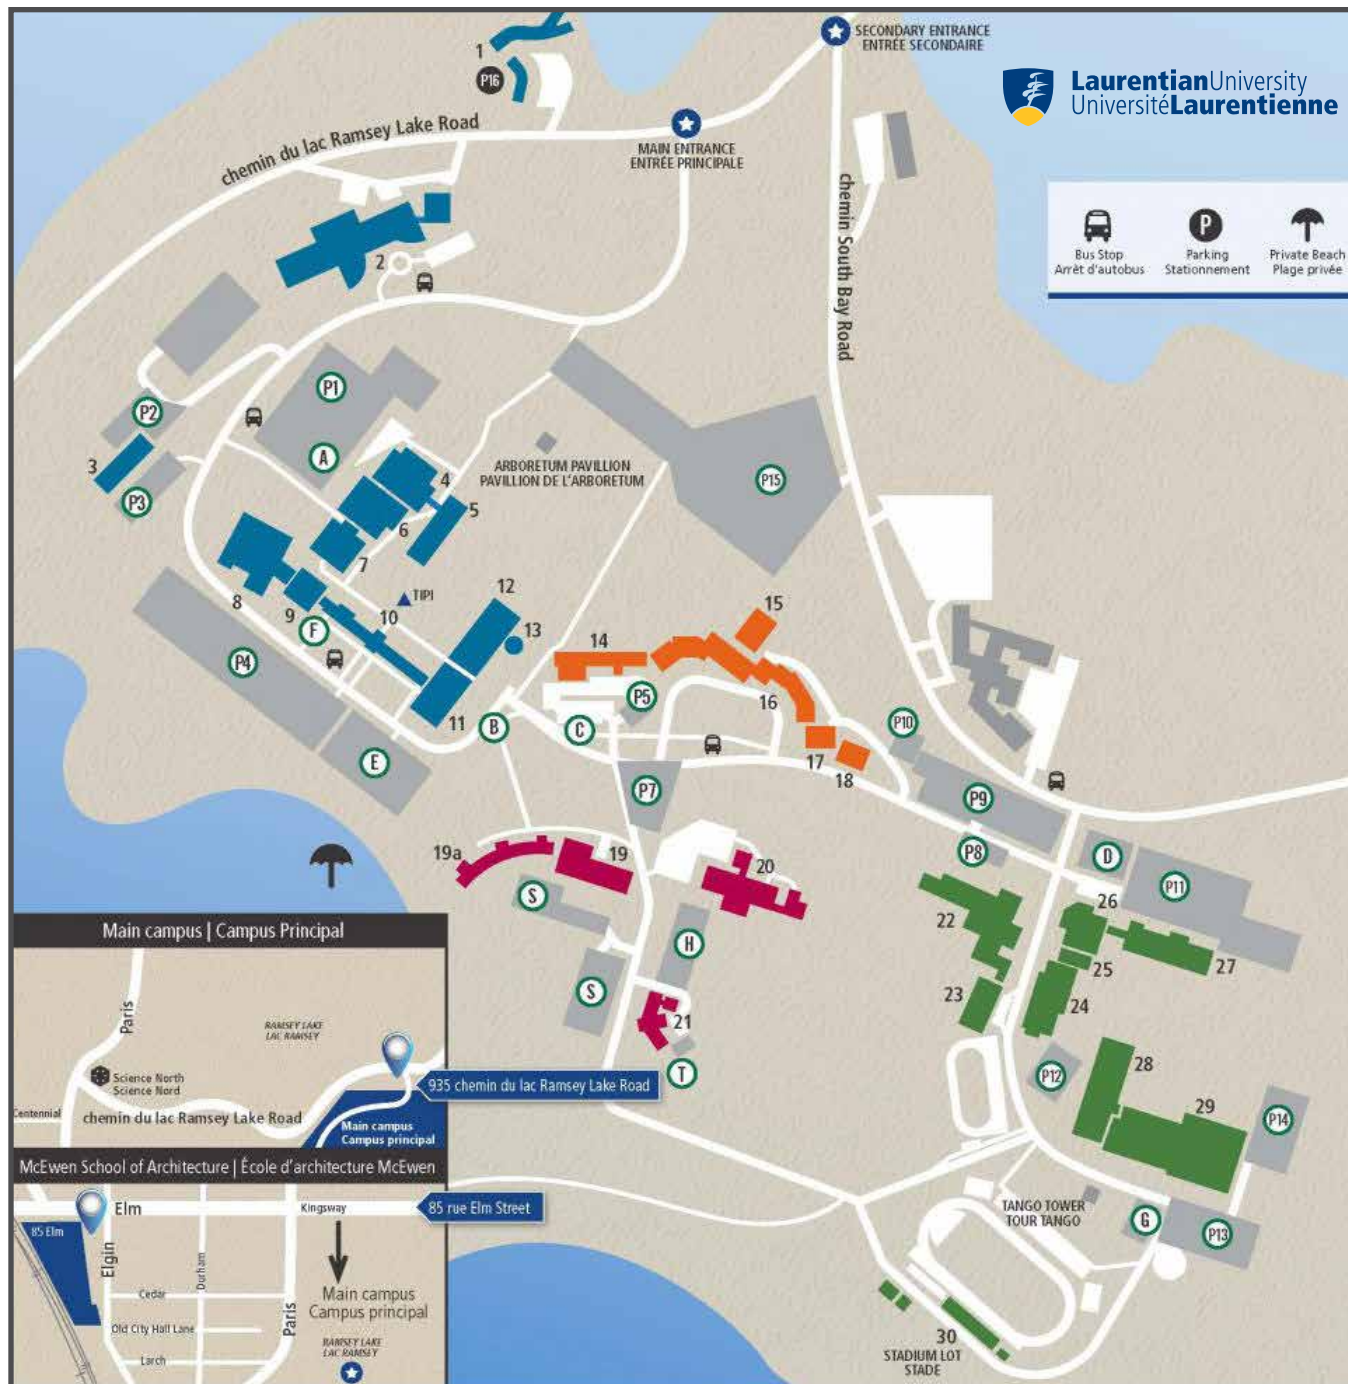 SECONDARY ENTRANCE
ENTRÉE SECONDAIRE
LaurentianUniversity
UniversitéLaurentienne
1
P16
chemin du lac Ramsey Lake Road
MAIN ENTRANCE
ENTRÉE PRINCIPALE
chemin South Bay Road
P
Bus Stop
Arrèt d'autobus
Parking
Stationnement
Private Beach
Plage privée
2
P1
P2
A
3
P3
4
5
6
7
ARBORETUM PAVILLION
PAVILLION DE L'ARBORETUM
P15
8
9
F
10
TIPI
12
13
P4
11
E
B
14
15
P5
C
16
17
18
P10
P7
P9
P8
D
P11
19a
19
20
S
H
S
21
T
22
23
24
25
26
27
P12
28
29
P14
TANGO TOWER
TOUR TANGO
G
P13
30
STADIUM LOT
STADE
Main campus | Campus Principal
Paris
RAMSEY LAKE
LAC RAMSEY
Science North
Science Nord
Centennial
chemin du lac Ramsey Lake Road
935 chemin du lac Ramsey Lake Road
Main campus
Campus principal
McEwen School of Architecture | École d'architecture McEwen
Elm
Kingsway
85 rue Elm Street
85 Elm
Elgin
Durham
Paris
Cedar
Old City Hall Lane
Larch
Main campus
Campus principal
RAMSEY LAKE
LAC RAMSEY